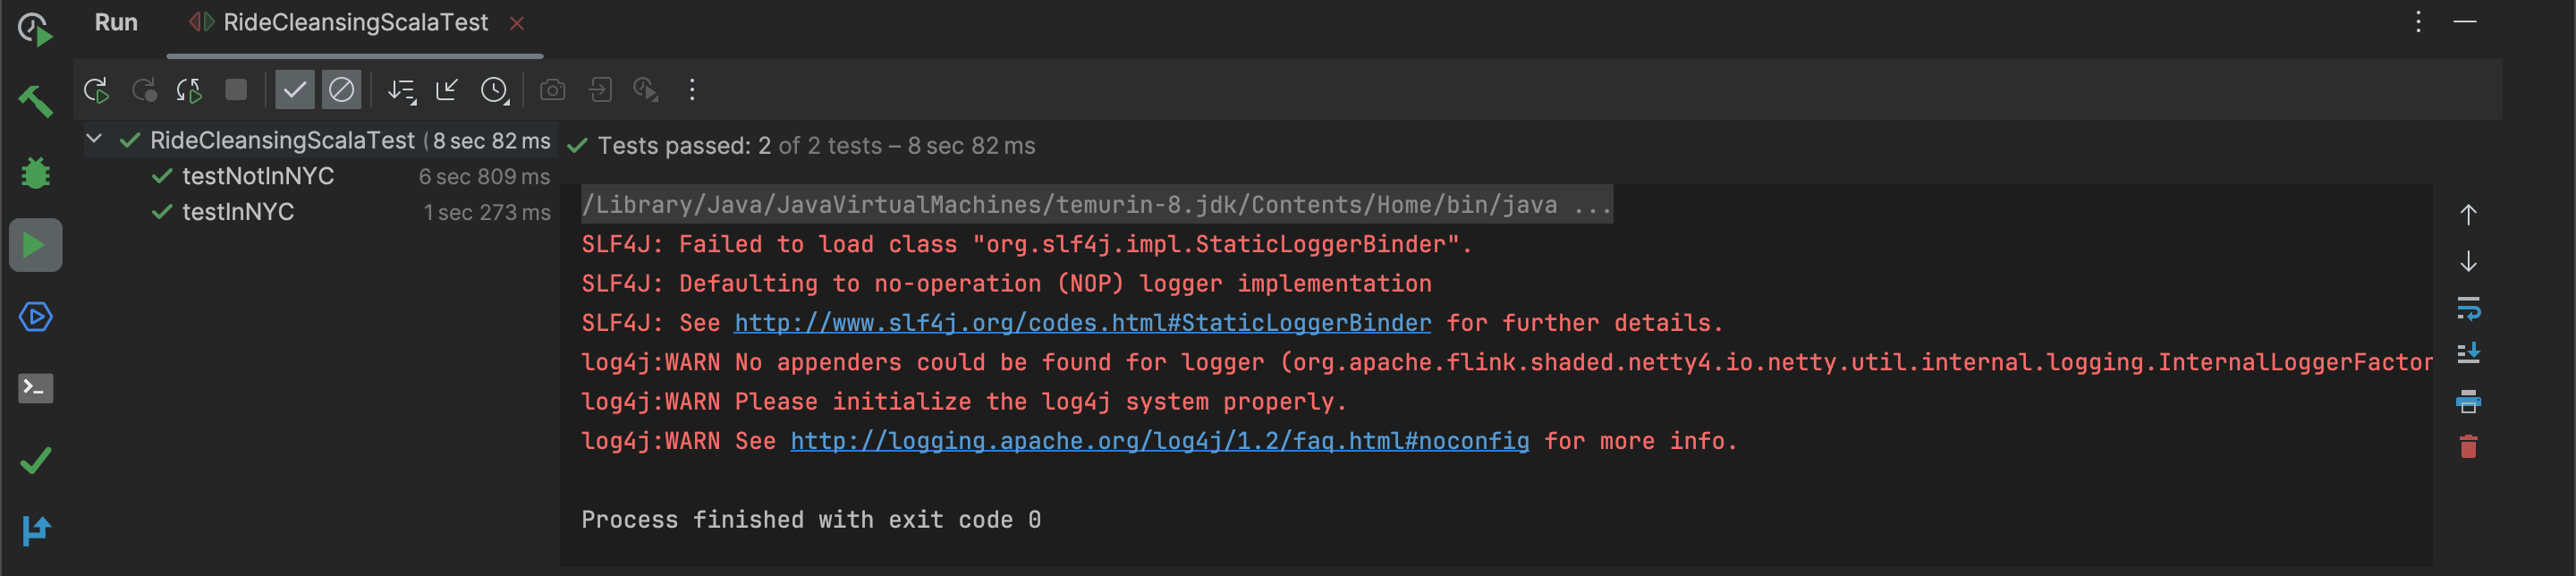 Run RideCleansingScalaTest
RideCleansingScalaTest (8 sec 82 ms
testNotInNYC 6 sec 809 ms
testInNYC 1 sec 273 ms
Tests passed: 2 of 2 tests – 8 sec 82 ms
/Library/Java/JavaVirtualMachines/temurin-8.jdk/Contents/Home/bin/java ...
SLF4J: Failed to load class "org.slf4j.impl.StaticLoggerBinder".
SLF4J: Defaulting to no-operation (NOP) logger implementation
SLF4J: See http://www.slf4j.org/codes.html#StaticLoggerBinder for further details.
log4j:WARN No appenders could be found for logger (org.apache.flink.shaded.netty4.io.netty.util.internal.logging.InternalLoggerFactor
log4j:WARN Please initialize the log4j system properly.
log4j:WARN See http://logging.apache.org/log4j/1.2/faq.html#noconfig for more info.
Process finished with exit code 0